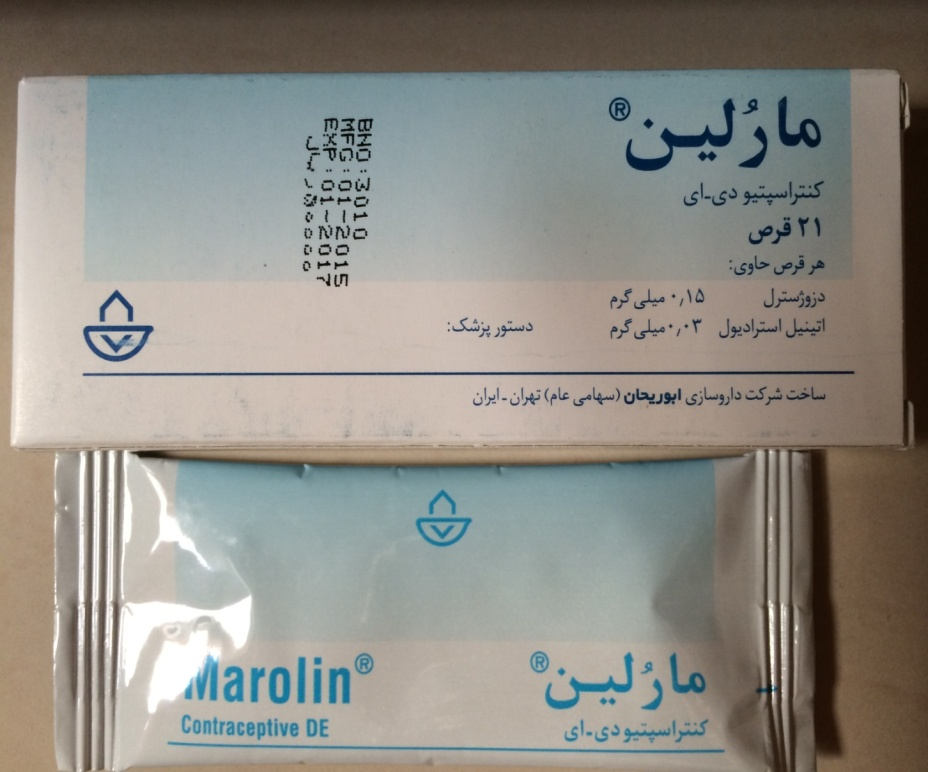 مارُلین®
کنتراسپتیو دی-ای
۲۱ قرص
هر قرص حاوی:
دزوژسترل ۰٫۱۵ میلی‌گرم
اتینیل استرادیول ۰٫۰۳ میلی‌گرم
دستور پزشک:
ساخت شرکت داروسازی ابوریحان (سهامی عام) تهران - ایران
BNO:3010
MFG:01-2015
EXP:01-2017
Marolin®
Contraceptive DE
مارُلین®
کنتراسپتیو دی-ای